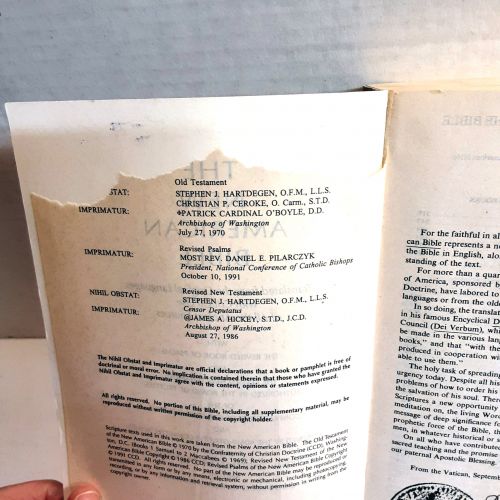 Old Testament
STAT: STEPHEN J. HARTDEGEN, O.F.M., L.L.S.
CHRISTIAN P. CEROKE, O. Carm., S.T.D.
IMPRIMATUR: ✠PATRICK CARDINAL O'BOYLE, D.D.
Archbishop of Washington
July 27, 1970
Revised Psalms
IMPRIMATUR: MOST REV. DANIEL E. PILARCZYK
President, National Conference of Catholic Bishops
October 10, 1991
Revised New Testament
NIHIL OBSTAT: STEPHEN J. HARTDEGEN, O.F.M., L.S.S.
Censor Deputatus
IMPRIMATUR: @JAMES A. HICKEY, S.T.D., J.C.D.
Archbishop of Washington
August 27, 1986
The Nihil Obstat and Imprimatur are official declarations that a book or pamphlet is free of
doctrinal or moral error. No implication is contained therein that those who have granted the
Nihil Obstat and Imprimatur agree with the content, opinions or statements expressed.
All rights reserved. No portion of this Bible, including all supplementary material, may be
reproduced without written permission of the copyright holder.
Scripture texts used in this work are taken from the New American Bible. The Old Testament
of the New American Bible © 1970 by the Confraternity of Christian Doctrine (CCD), Washing-
ton, D.C. (Books 1 Samuel to 2 Maccabees © 1969); Revised New Testament of the New
American Bible Copyright © 1986 CCD; Revised Psalms of the New American Bible Copyright
© 1991 CCD. All rights reserved. No part of the New American Bible may be reproduced or
transmitted in any form or by any means, electronic or mechanical, including photocopying,
recording, or by any information and retrieval system, without permission in writing from the
copyright owner.
HE BIBLE
For the faithful in all
can Bible represents a ne
the Bible in English, alon
standing of the text.
For more than a quar
of America, sponsored by
Doctrine, have labored to
languages or from the olde
In so doing, the translato
in his famous Encyclical D
Council (Dei Verbum), wh
be made in the various lan
books," and that "with the
produced in cooperation w
able to use them."
The holy task of spreading
urgency today. Despite all his
problems of how to order his
the salvation of his soul. There
Scriptures a new opportunity
meditation on, the living Wor
message of deep significance fo
prophetic force of the Bible, th
men, in whatever historical or s
On all who have contributed
sacred teaching and the promise
our paternal Apostolic Blessing.
From the Vatican, Septem